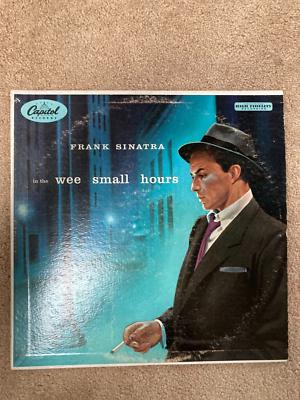 Capitol
RECORDS
HIGH FIDELITY
FRANK SINATRA
in the wee small hours